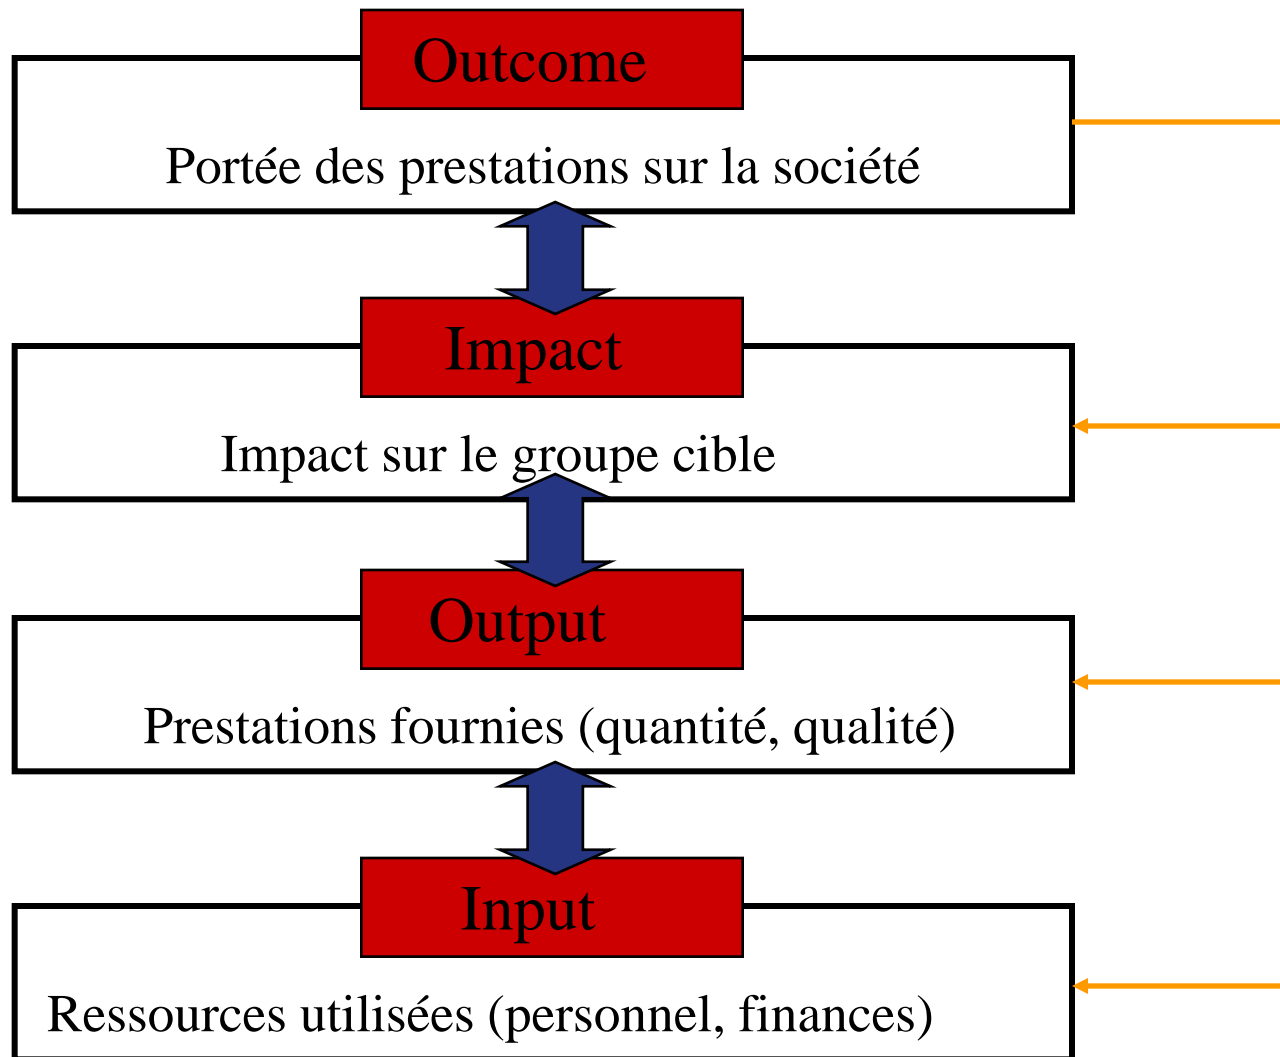 Outcome
Portée des prestations sur la société
Impact
Impact sur le groupe cible
Output
Prestations fournies (quantité, qualité)
Input
Ressources utilisées (personnel, finances)